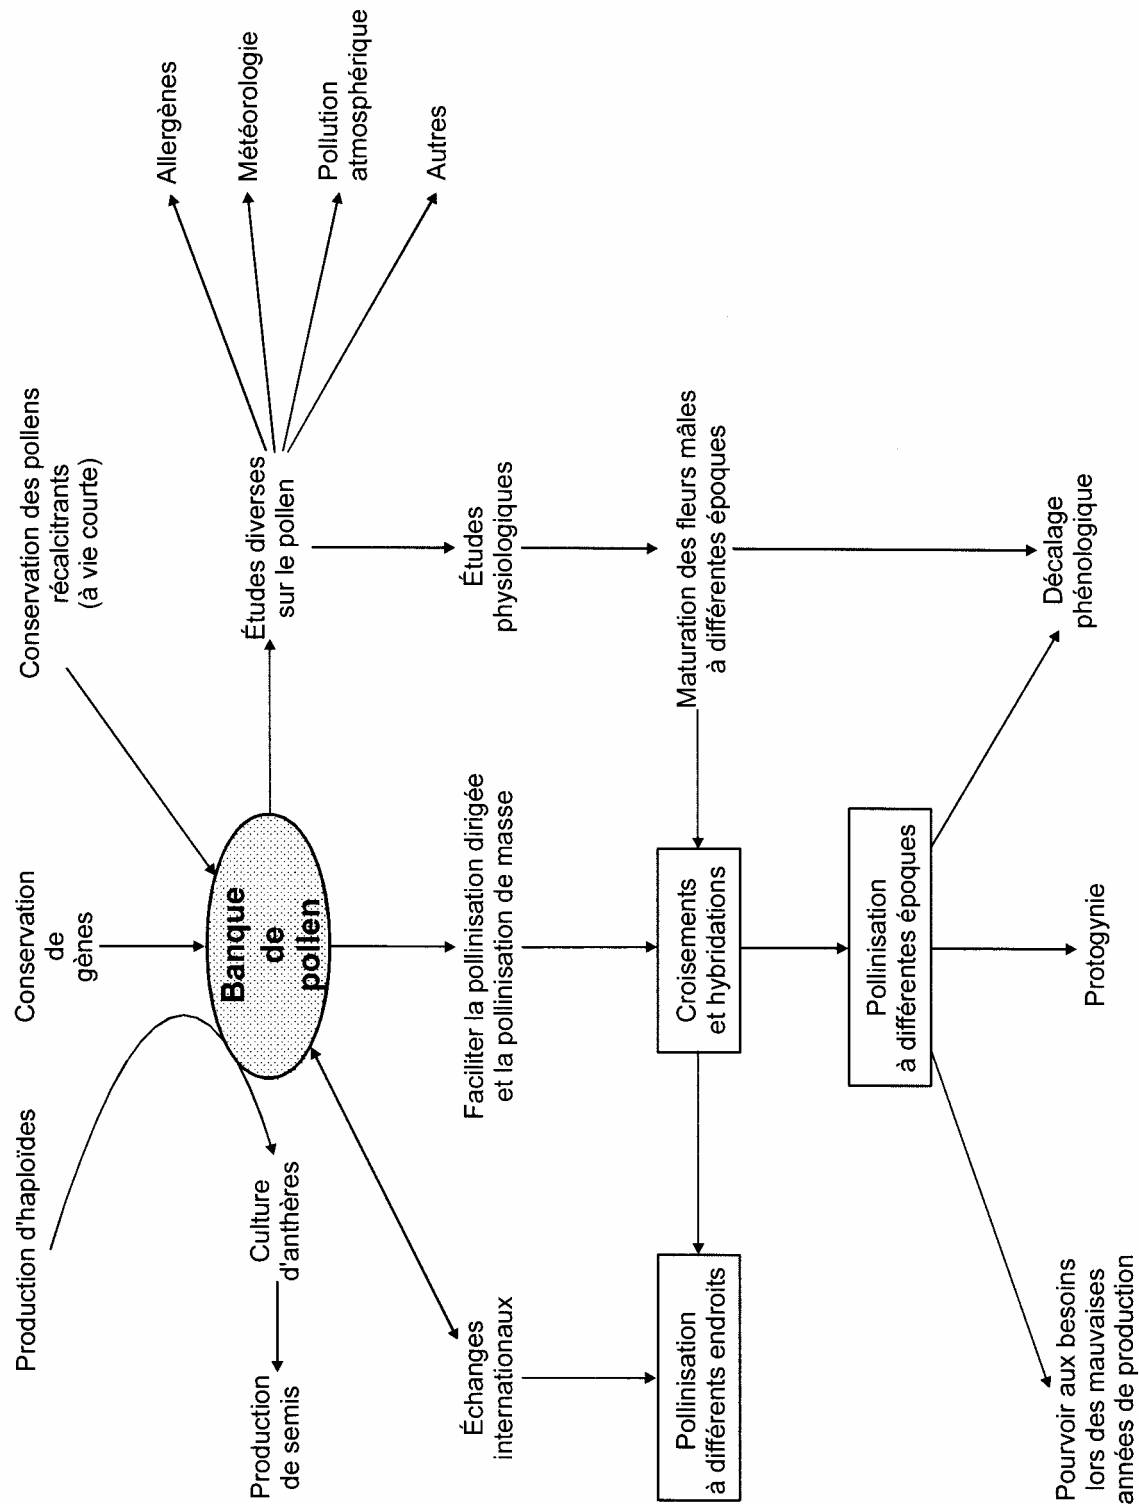 Production d'haploïdes
Conservation
de
gènes
Conservation des pollens
récalcitrants
(à vie courte)
Production
de semis
Culture
d'anthères
Banque
de
pollen
Études diverses
sur le pollen
Allergènes
Météorologie
Pollution
atmosphérique
Autres
Échanges
internationaux
Faciliter la pollinisation dirigée
et la pollinisation de masse
Études
physiologiques
Pollinisation
à différents endroits
Croisements
et hybridations
Maturation des fleurs mâles
à différentes époques
Pollinisation
à différentes époques
Pourvoir aux besoins
lors des mauvaises
années de production
Protogynie
Décalage
phénologique